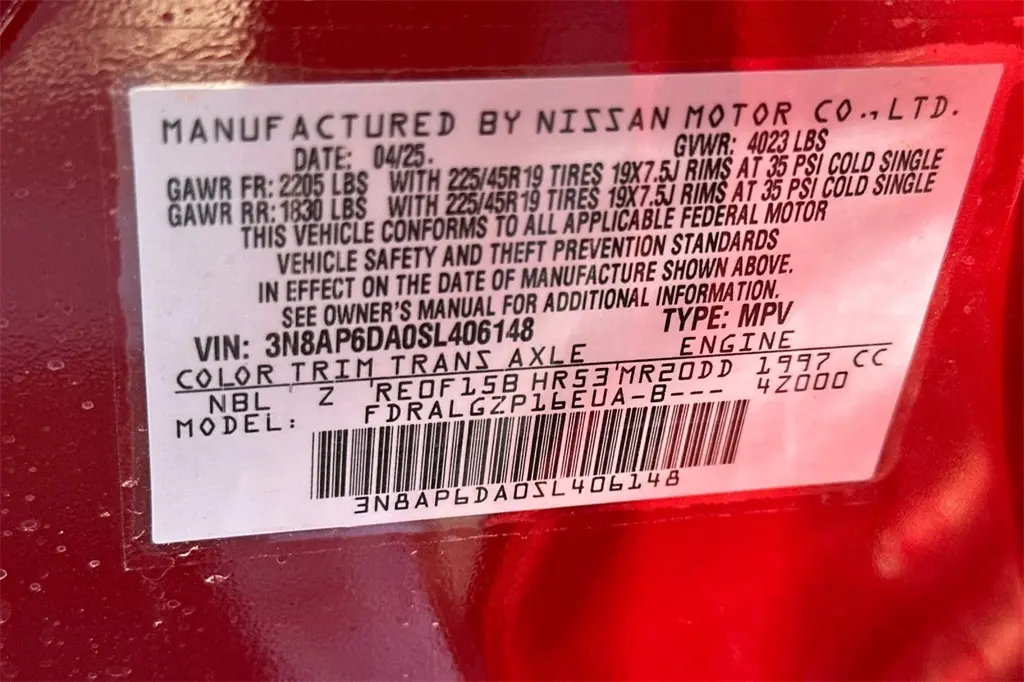 MANUFACTURED BY NISSAN MOTOR CO., LTD.
DATE: 04/25. GVWR: 4023 LBS
GAWR FR: 2205 LBS WITH 225/45R19 TIRES 19X7.5J RIMS AT 35 PSI COLD SINGLE
GAWR RR: 1830 LBS WITH 225/45R19 TIRES 19X7.5J RIMS AT 35 PSI COLD SINGLE
THIS VEHICLE CONFORMS TO ALL APPLICABLE FEDERAL MOTOR
VEHICLE SAFETY AND THEFT PREVENTION STANDARDS
IN EFFECT ON THE DATE OF MANUFACTURE SHOWN ABOVE.
SEE OWNER'S MANUAL FOR ADDITIONAL INFORMATION.
VIN: 3N8AP6DA0SL406148 TYPE: MPV
COLOR TRIM TRANS AXLE ENGINE
NBL Z RE0F15B HR53 MR20DD 1997 CC
MODEL: FDRALGZP16EUA-B--- 4Z000
3N8AP6DA0SL406148